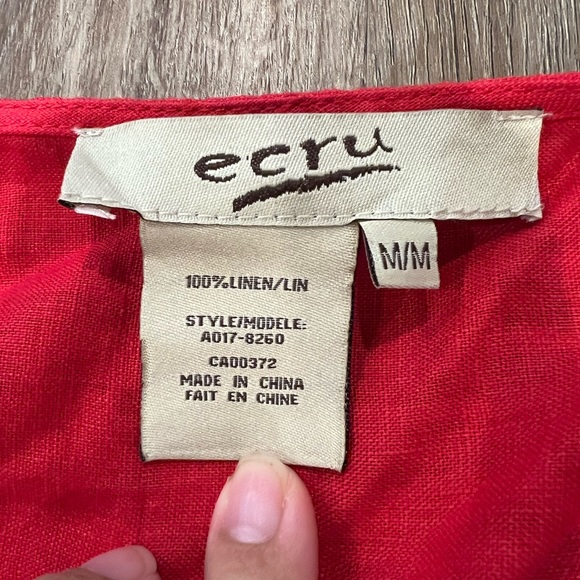 ecru
M/M
100%LINEN/LIN
STYLE/MODELE:
A017-8260
CA00372
MADE IN CHINA
FAIT EN CHINE